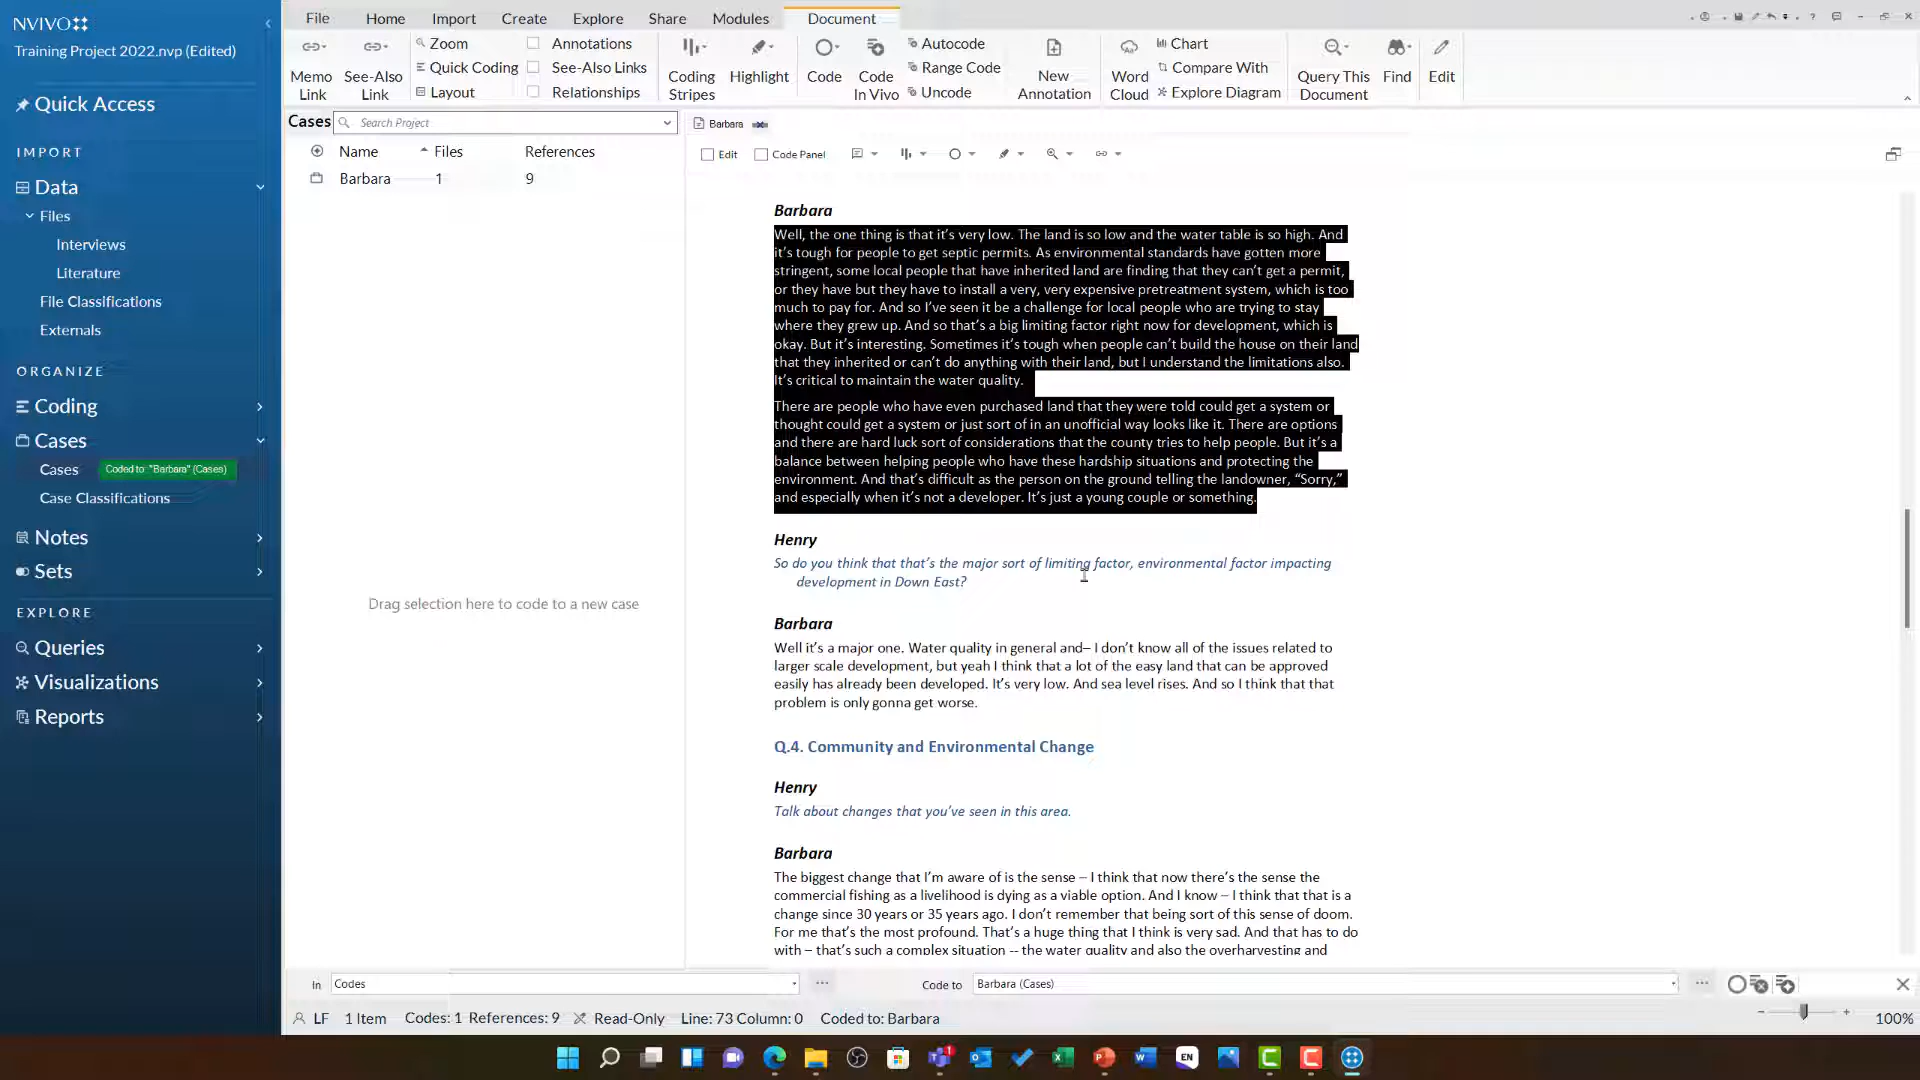 NVIVO
Training Project 2022.nvp (Edited)
File Home Import Create Explore Share Modules Document
Memo Link
See-Also Link
Zoom
Quick Coding
Layout
Annotations
See-Also Links
Relationships
Coding Stripes
Highlight
Code
Code In Vivo
Autocode
Range Code
Uncode
New Annotation
Word Cloud
Chart
Compare With
Explore Diagram
Query This Document
Find
Edit
Quick Access
IMPORT
Data
Files
Interviews
Literature
File Classifications
Externals
ORGANIZE
Coding
Cases
Cases
Coded to: "Barbara" (Cases)
Case Classifications
Notes
Sets
EXPLORE
Queries
Visualizations
Reports
Cases
Search Project
Name Files References
Barbara 1 9
Drag selection here to code to a new case
Barbara
Edit Code Panel
Barbara
Well, the one thing is that it's very low. The land is so low and the water table is so high. And
it's tough for people to get septic permits. As environmental standards have gotten more
stringent, some local people that have inherited land are finding that they can't get a permit,
or they have but they have to install a very, very expensive pretreatment system, which is too
much to pay for. And so I've seen it be a challenge for local people who are trying to stay
where they grew up. And so that's a big limiting factor right now for development, which is
okay. But it's interesting. Sometimes it's tough when people can't build the house on their land
that they inherited or can't do anything with their land, but I understand the limitations also.
It's critical to maintain the water quality.
There are people who have even purchased land that they were told could get a system or
thought could get a system or just sort of in an unofficial way looks like it. There are options
and there are hard luck sort of considerations that the county tries to help people. But it's a
balance between helping people who have these hardship situations and protecting the
environment. And that's difficult as the person on the ground telling the landowner, “Sorry,”
and especially when it's not a developer. It's just a young couple or something.
Henry
So do you think that that's the major sort of limiting factor, environmental factor impacting
development in Down East?
Barbara
Well it's a major one. Water quality in general and– I don't know all of the issues related to
larger scale development, but yeah I think that a lot of the easy land that can be approved
easily has already been developed. It's very low. And sea level rises. And so I think that that
problem is only gonna get worse.
Q.4. Community and Environmental Change
Henry
Talk about changes that you've seen in this area.
Barbara
The biggest change that I'm aware of is the sense – I think that now there's the sense the
commercial fishing as a livelihood is dying as a viable option. And I know – I think that that is a
change since 30 years or 35 years ago. I don't remember that being sort of this sense of doom.
For me that's the most profound. That's a huge thing that I think is very sad. And that has to do
with – that's such a complex situation -- the water quality and also the overharvesting and
In Codes Code to Barbara (Cases)
LF 1 Item Codes: 1 References: 9 Read-Only Line: 73 Column: 0 Coded to: Barbara 100%
EN